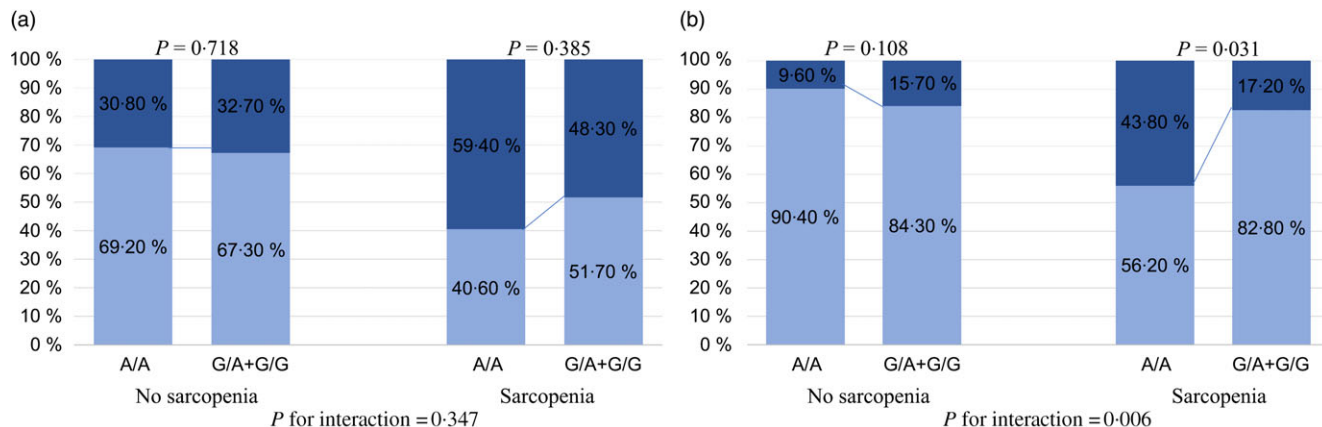 (a)
P = 0·718
P = 0·385
100 %
90 %
80 %
70 %
60 %
50 %
40 %
30 %
20 %
10 %
0 %
30·80 %
32·70 %
59·40 %
48·30 %
69·20 %
67·30 %
40·60 %
51·70 %
A/A
G/A+G/G
A/A
G/A+G/G
No sarcopenia
Sarcopenia
P for interaction = 0·347
(b)
P = 0·108
P = 0·031
100 %
90 %
80 %
70 %
60 %
50 %
40 %
30 %
20 %
10 %
0 %
9·60 %
15·70 %
43·80 %
17·20 %
90·40 %
84·30 %
56·20 %
82·80 %
A/A
G/A+G/G
A/A
G/A+G/G
No sarcopenia
Sarcopenia
P for interaction = 0·006